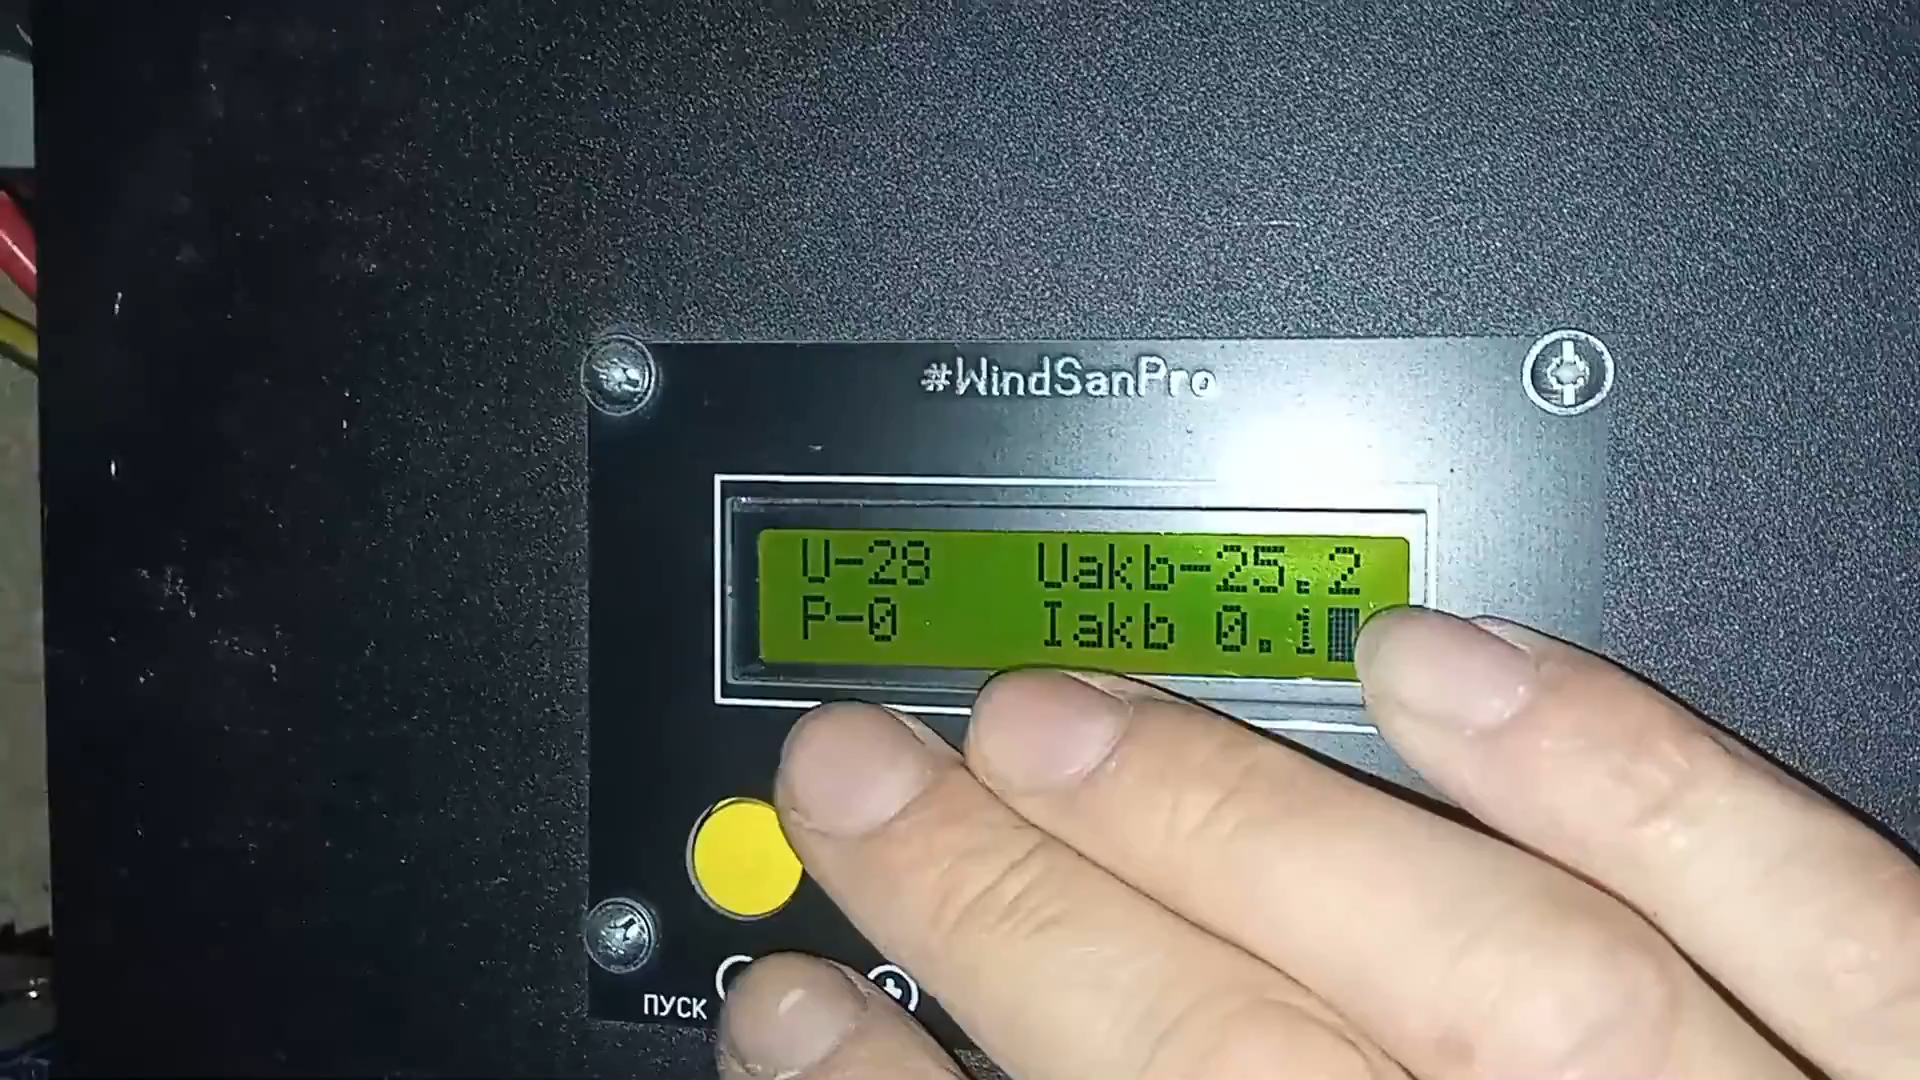 #WindSanPro
U-28 Uakb-25.2
P-0 Iakb 0.1
ПУСК